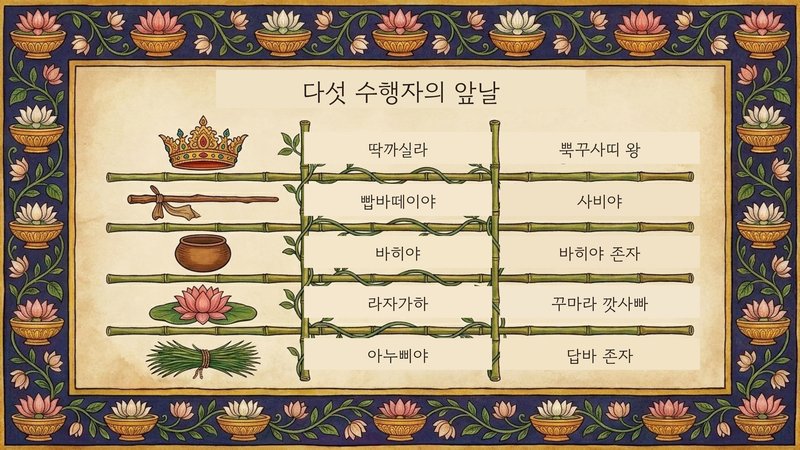 다섯 수행자의 앞날
딱까실라 뿍꾸사띠 왕
빱바떼이야 사비야
바히야 바히야 존자
라자가하 꾸마라 깟사빠
아누삐야 답바 존자